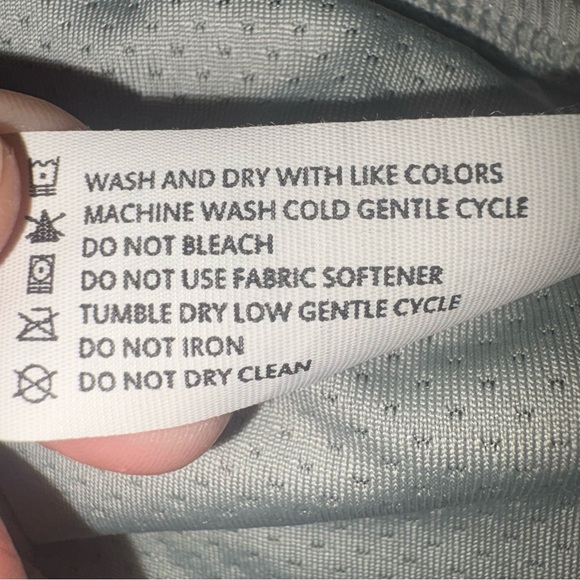 WASH AND DRY WITH LIKE COLORS
MACHINE WASH COLD GENTLE CYCLE
DO NOT BLEACH
DO NOT USE FABRIC SOFTENER
TUMBLE DRY LOW GENTLE CYCLE
DO NOT IRON
DO NOT DRY CLEAN